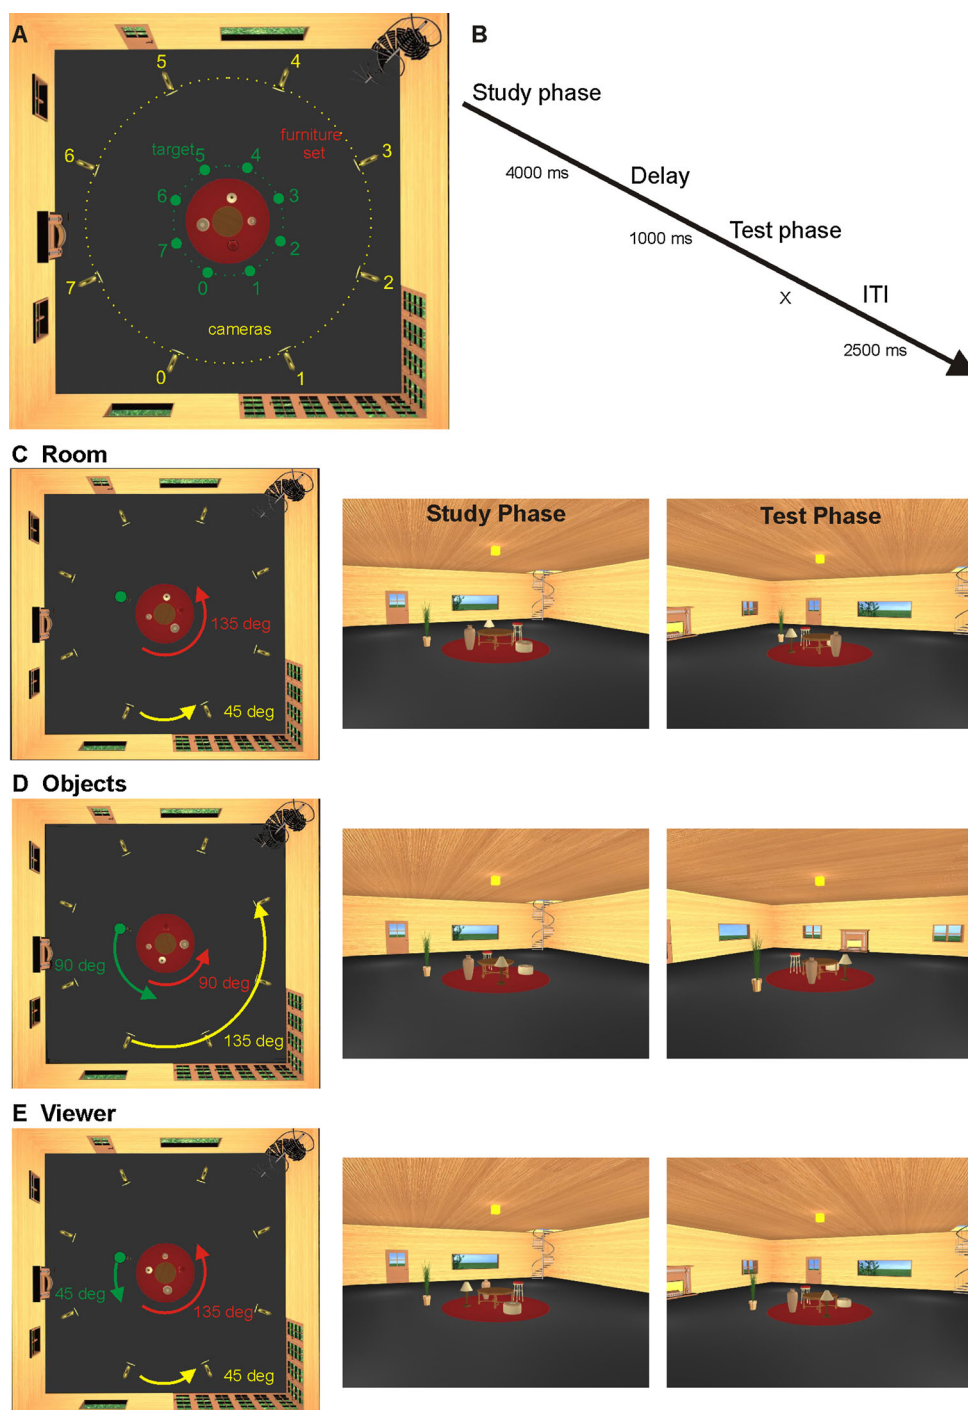 A
5
4
6
3
7
2
0
1
target
furniture
set
5
4
6
3
7
2
0
1
cameras
B
Study phase
4000 ms
Delay
1000 ms
Test phase
X
ITI
2500 ms
C Room
135 deg
45 deg
Study Phase
Test Phase
D Objects
90 deg
90 deg
135 deg
E Viewer
45 deg
135 deg
45 deg